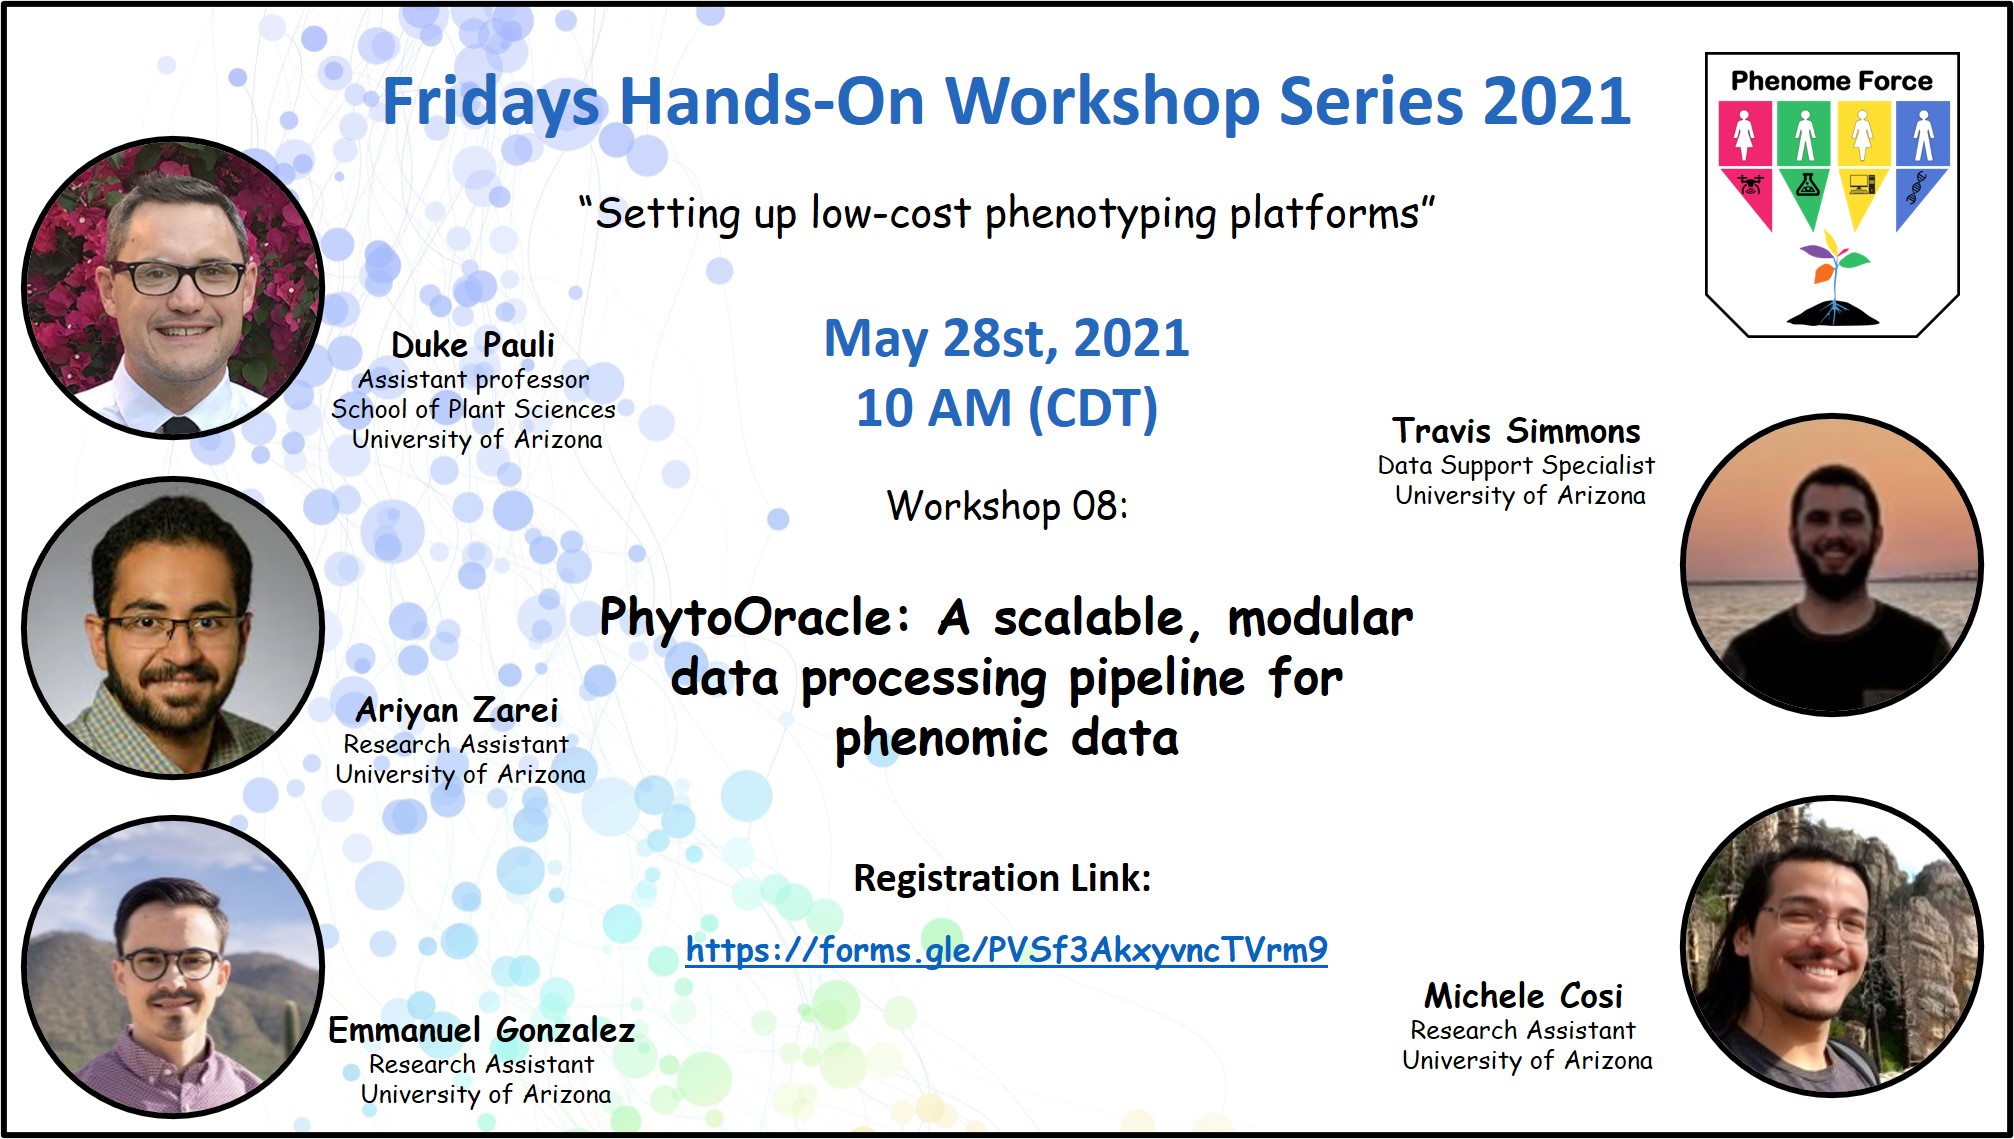 Fridays Hands-On Workshop Series 2021
Phenome Force
“Setting up low-cost phenotyping platforms”
May 28st, 2021
10 AM (CDT)
Duke Pauli
Assistant professor
School of Plant Sciences
University of Arizona
Travis Simmons
Data Support Specialist
University of Arizona
Workshop 08:
PhytoOracle: A scalable, modular
data processing pipeline for
phenomic data
Ariyan Zarei
Research Assistant
University of Arizona
Registration Link:
https://forms.gle/PVSf3AkxyvncTVrm9
Emmanuel Gonzalez
Research Assistant
University of Arizona
Michele Cosi
Research Assistant
University of Arizona